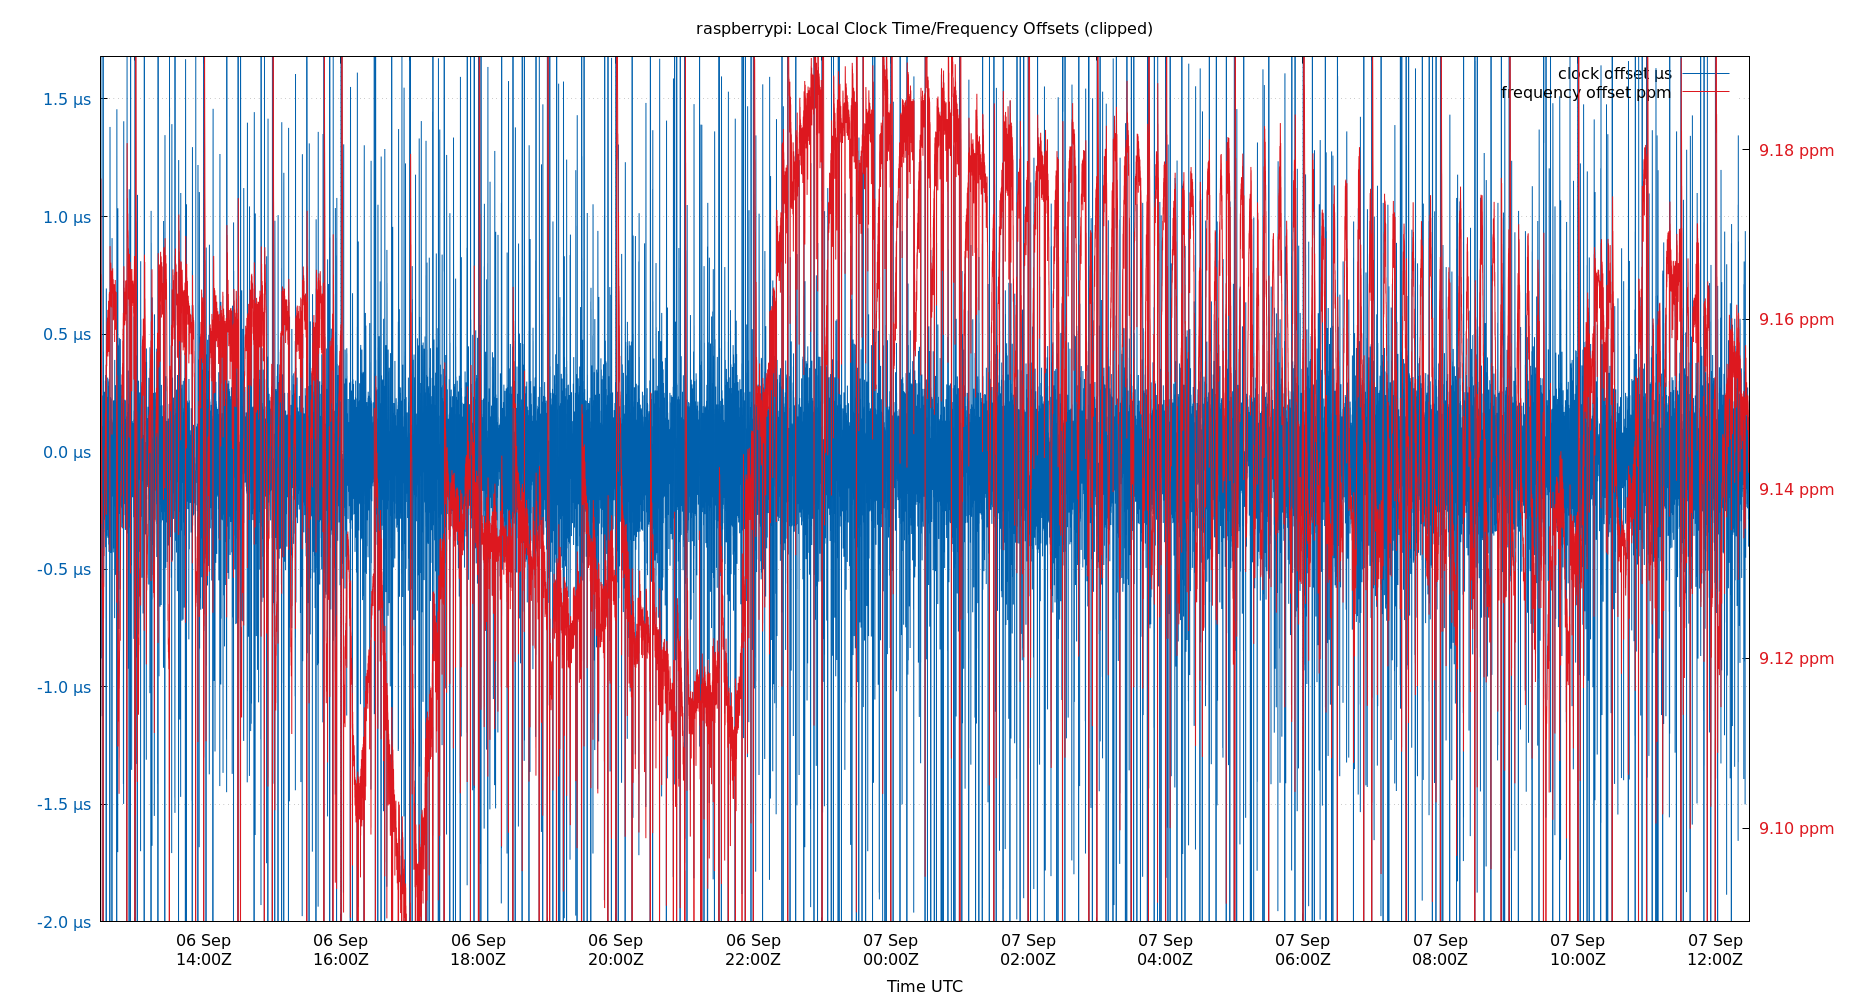 raspberrypi: Local Clock Time/Frequency Offsets (clipped)
clock offset µs
frequency offset ppm
1.5 µs
1.0 µs
0.5 µs
0.0 µs
-0.5 µs
-1.0 µs
-1.5 µs
-2.0 µs
9.18 ppm
9.16 ppm
9.14 ppm
9.12 ppm
9.10 ppm
06 Sep 06 Sep 06 Sep 06 Sep 06 Sep 07 Sep 07 Sep 07 Sep 07 Sep 07 Sep 07 Sep 07 Sep
14:00Z 16:00Z 18:00Z 20:00Z 22:00Z 00:00Z 02:00Z 04:00Z 06:00Z 08:00Z 10:00Z 12:00Z
Time UTC